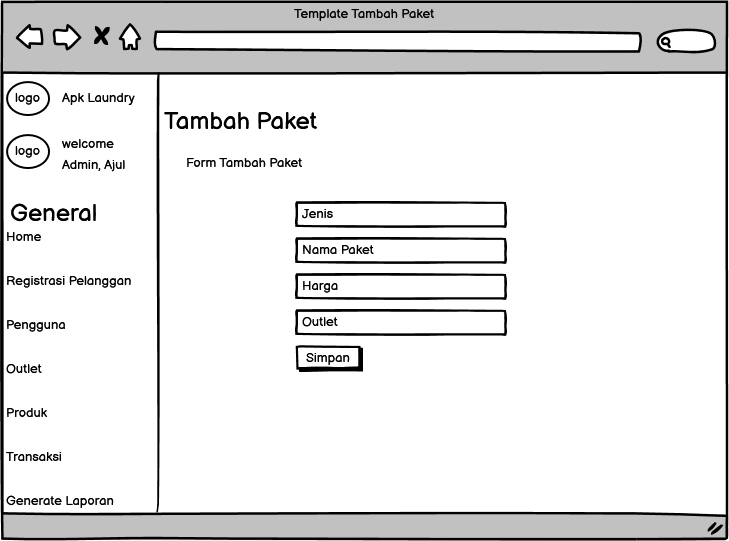 Template Tambah Paket
logo
Apk Laundry
logo
welcome
Admin, Ajul
General
Home
Registrasi Pelanggan
Pengguna
Outlet
Produk
Transaksi
Generate Laporan
Tambah Paket
Form Tambah Paket
Jenis
Nama Paket
Harga
Outlet
Simpan